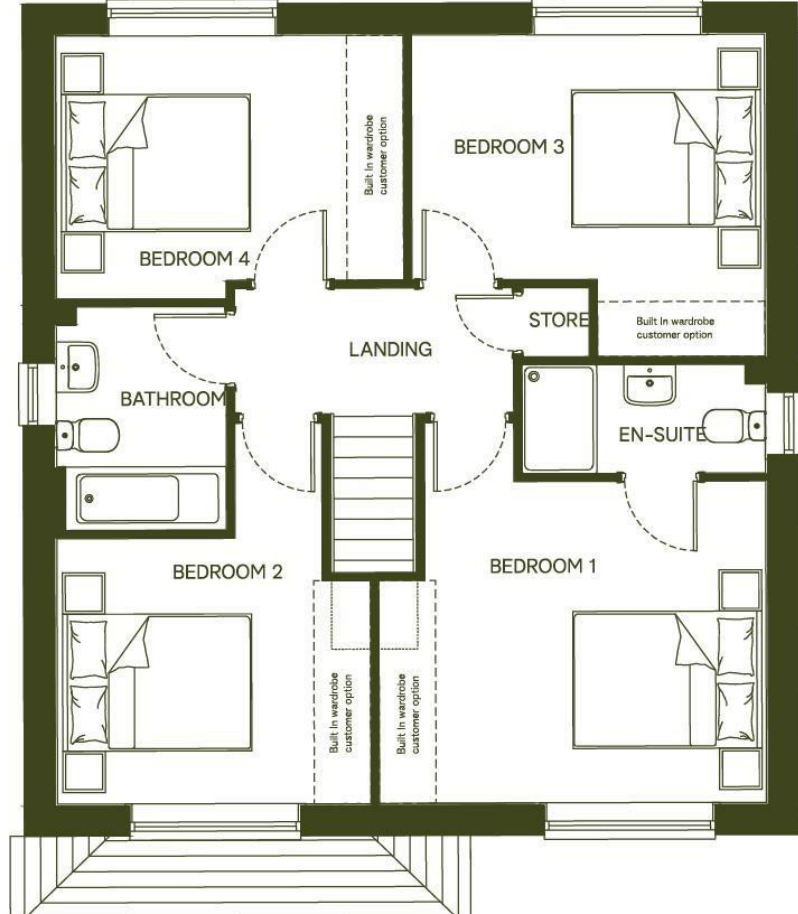 Built In wardrobe
customer option
BEDROOM 3
BEDROOM 4
STORE
Built In wardrobe
customer option
LANDING
BATHROOM
EN-SUITE
BEDROOM 2
BEDROOM 1
Built In wardrobe
customer option
Built In wardrobe
customer option